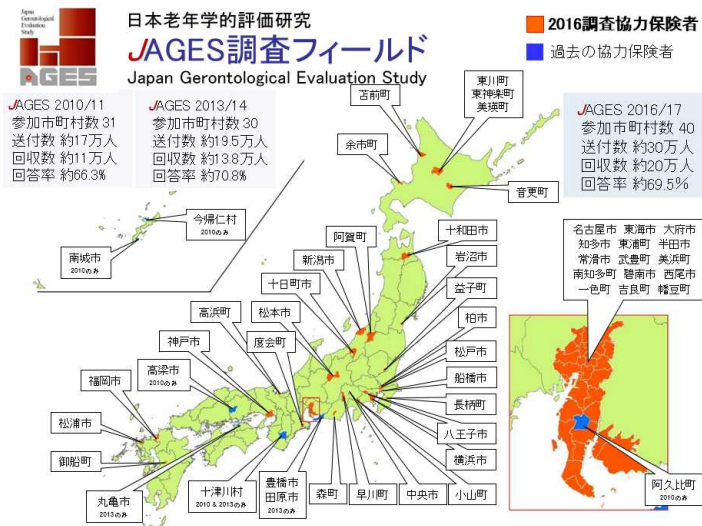 Japan
Gerontological
Evaluation
Study
AGES
日本老年学的評価研究
JAGES調査フィールド
Japan Gerontological Evaluation Study
2016調査協力保険者
過去の協力保険者
JAGES 2010/11
参加市町村数 31
送付数 約17万人
回収数 約11万人
回答率 約66.3%
JAGES 2013/14
参加市町村数 30
送付数 約19.5万人
回収数 約13.8万人
回答率 約70.8%
JAGES 2016/17
参加市町村数 40
送付数 約30万人
回収数 約20万人
回答率 約69.5%
苫前町
東川町
東神楽町
美瑛町
余市町
音更町
今帰仁村
2010のみ
南城市
2010のみ
阿賀町
新潟市
十日町市
松本市
高浜町
度会町
神戸市
高梁市
2010のみ
福岡市
松浦市
御船町
丸亀市
2013のみ
十津川村
2010 & 2013のみ
豊橋市
田原市
2013のみ
森町
早川町
中央市
小山町
十和田市
岩沼市
益子町
柏市
松戸市
船橋市
長柄町
八王子市
横浜市
名古屋市 東海市 大府市
知多市 東浦町 半田市
常滑市 武豊町 美浜町
南知多町 碧南市 西尾市
一色町 吉良町 幡豆町
阿久比町
2010のみ